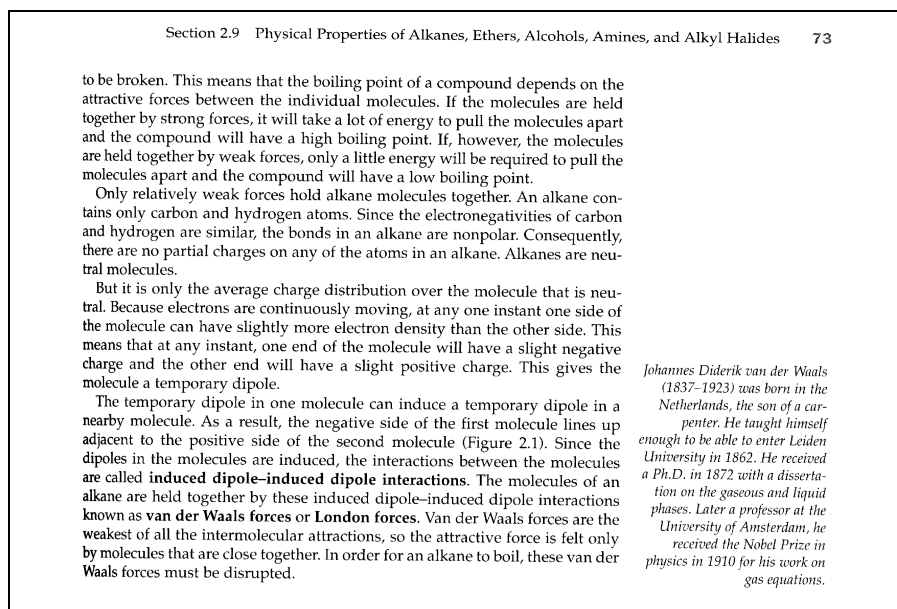 Section 2.9 Physical Properties of Alkanes, Ethers, Alcohols, Amines, and Alkyl Halides 73
to be broken. This means that the boiling point of a compound depends on the
attractive forces between the individual molecules. If the molecules are held
together by strong forces, it will take a lot of energy to pull the molecules apart
and the compound will have a high boiling point. If, however, the molecules
are held together by weak forces, only a little energy will be required to pull the
molecules apart and the compound will have a low boiling point.
Only relatively weak forces hold alkane molecules together. An alkane con-
tains only carbon and hydrogen atoms. Since the electronegativities of carbon
and hydrogen are similar, the bonds in an alkane are nonpolar. Consequently,
there are no partial charges on any of the atoms in an alkane. Alkanes are neu-
tral molecules.
But it is only the average charge distribution over the molecule that is neu-
tral. Because electrons are continuously moving, at any one instant one side of
the molecule can have slightly more electron density than the other side. This
means that at any instant, one end of the molecule will have a slight negative
charge and the other end will have a slight positive charge. This gives the
molecule a temporary dipole.
The temporary dipole in one molecule can induce a temporary dipole in a
nearby molecule. As a result, the negative side of the first molecule lines up
adjacent to the positive side of the second molecule (Figure 2.1). Since the
dipoles in the molecules are induced, the interactions between the molecules
are called induced dipole–induced dipole interactions. The molecules of an
alkane are held together by these induced dipole–induced dipole interactions
known as van der Waals forces or London forces. Van der Waals forces are the
weakest of all the intermolecular attractions, so the attractive force is felt only
by molecules that are close together. In order for an alkane to boil, these van der
Waals forces must be disrupted.
Johannes Diderik van der Waals
(1837–1923) was born in the
Netherlands, the son of a car-
penter. He taught himself
enough to be able to enter Leiden
University in 1862. He received
a Ph.D. in 1872 with a disserta-
tion on the gaseous and liquid
phases. Later a professor at the
University of Amsterdam, he
received the Nobel Prize in
physics in 1910 for his work on
gas equations.